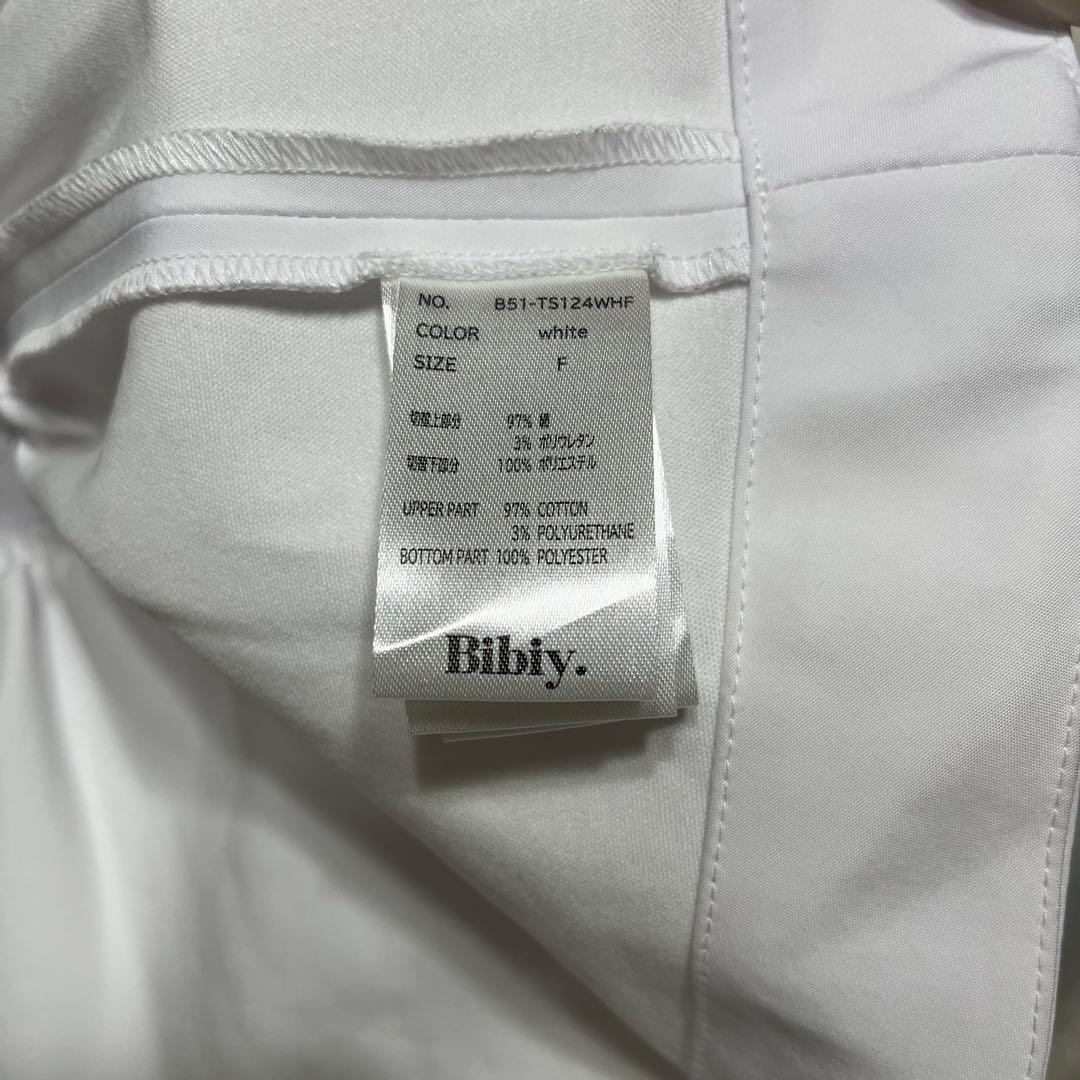 NO. B51-TS124WHF
COLOR white
SIZE F
切替上部分 97% 綿
3% ポリウレタン
切替下部分 100% ポリエステル
UPPER PART 97% COTTON
3% POLYURETHANE
BOTTOM PART 100% POLYESTER
Bibiy.